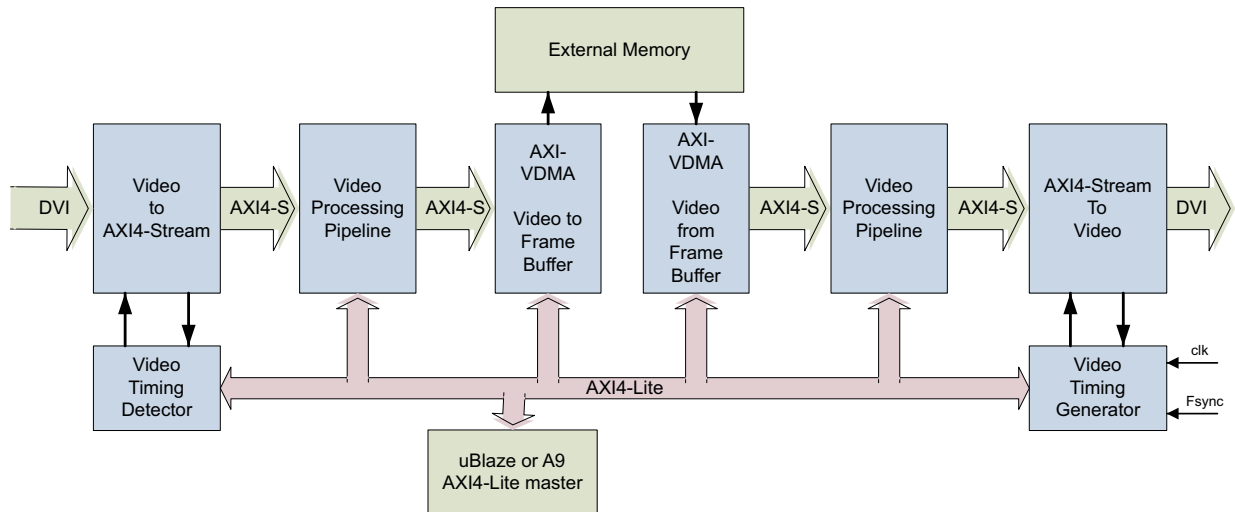 External Memory
DVI
Video
to
AXI4-Stream
AXI4-S
Video
Processing
Pipeline
AXI4-S
AXI-
VDMA
Video to
Frame
Buffer
AXI-
VDMA
Video
from
Frame
Buffer
AXI4-S
Video
Processing
Pipeline
AXI4-S
AXI4-Stream
To
Video
DVI
Video
Timing
Detector
AXI4-Lite
Video
Timing
Generator
clk
Fsync
uBlaze or A9
AXI4-Lite master